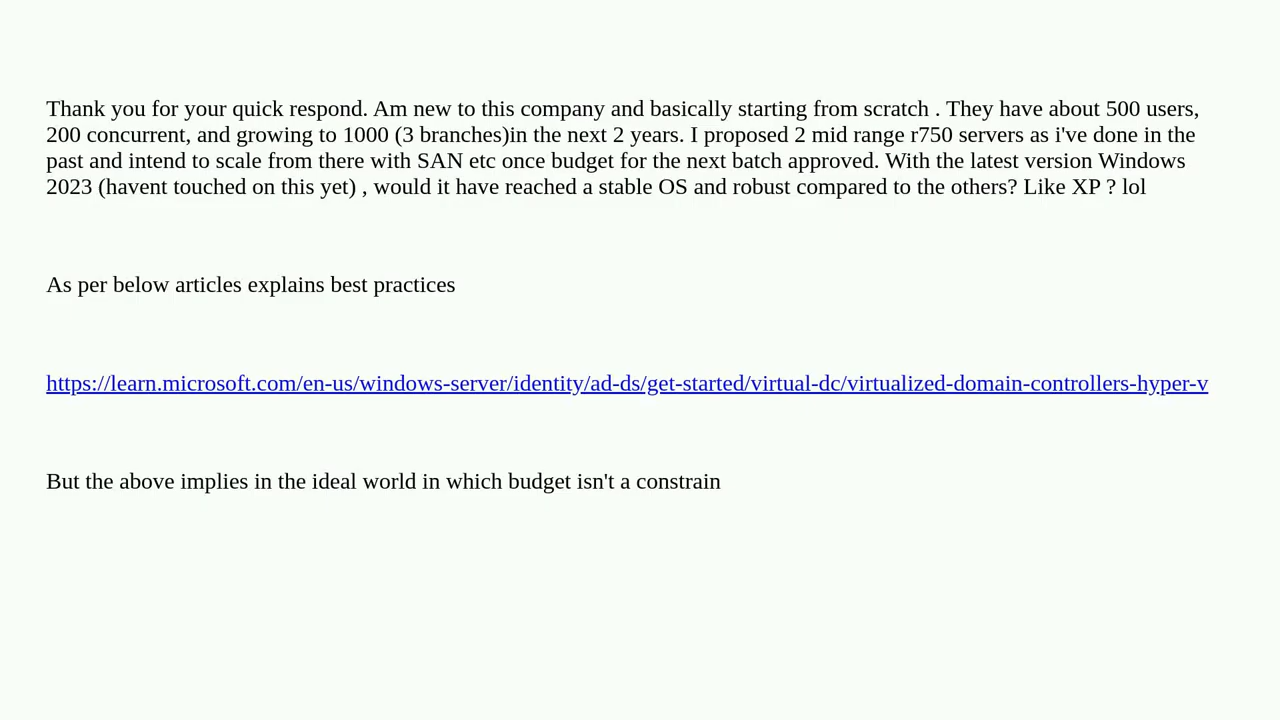 Thank you for your quick respond. Am new to this company and basically starting from scratch . They have about 500 users,
200 concurrent, and growing to 1000 (3 branches)in the next 2 years. I proposed 2 mid range r750 servers as i've done in the
past and intend to scale from there with SAN etc once budget for the next batch approved. With the latest version Windows
2023 (havent touched on this yet) , would it have reached a stable OS and robust compared to the others? Like XP ? lol
As per below articles explains best practices
https://learn.microsoft.com/en-us/windows-server/identity/ad-ds/get-started/virtual-dc/virtualized-domain-controllers-hyper-v
But the above implies in the ideal world in which budget isn't a constrain